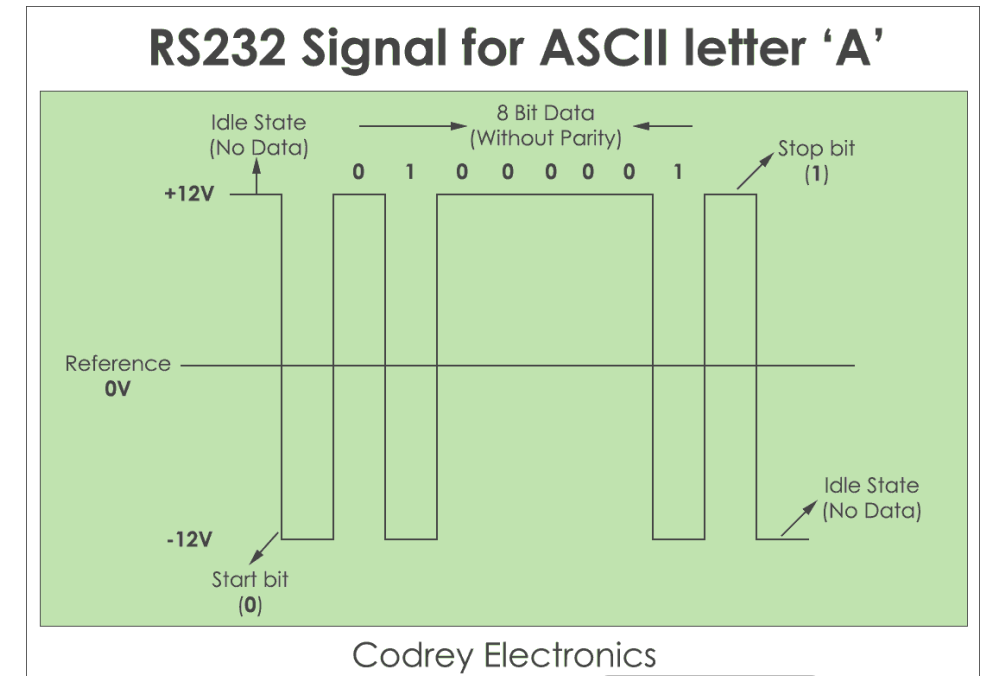 RS232 Signal for ASCII letter ‘A’
Idle State
(No Data)
8 Bit Data
(Without Parity)
Stop bit
(1)
0 1 0 0 0 0 0 1
+12V
Reference
0V
Idle State
(No Data)
-12V
Start bit
(0)
Codrey Electronics